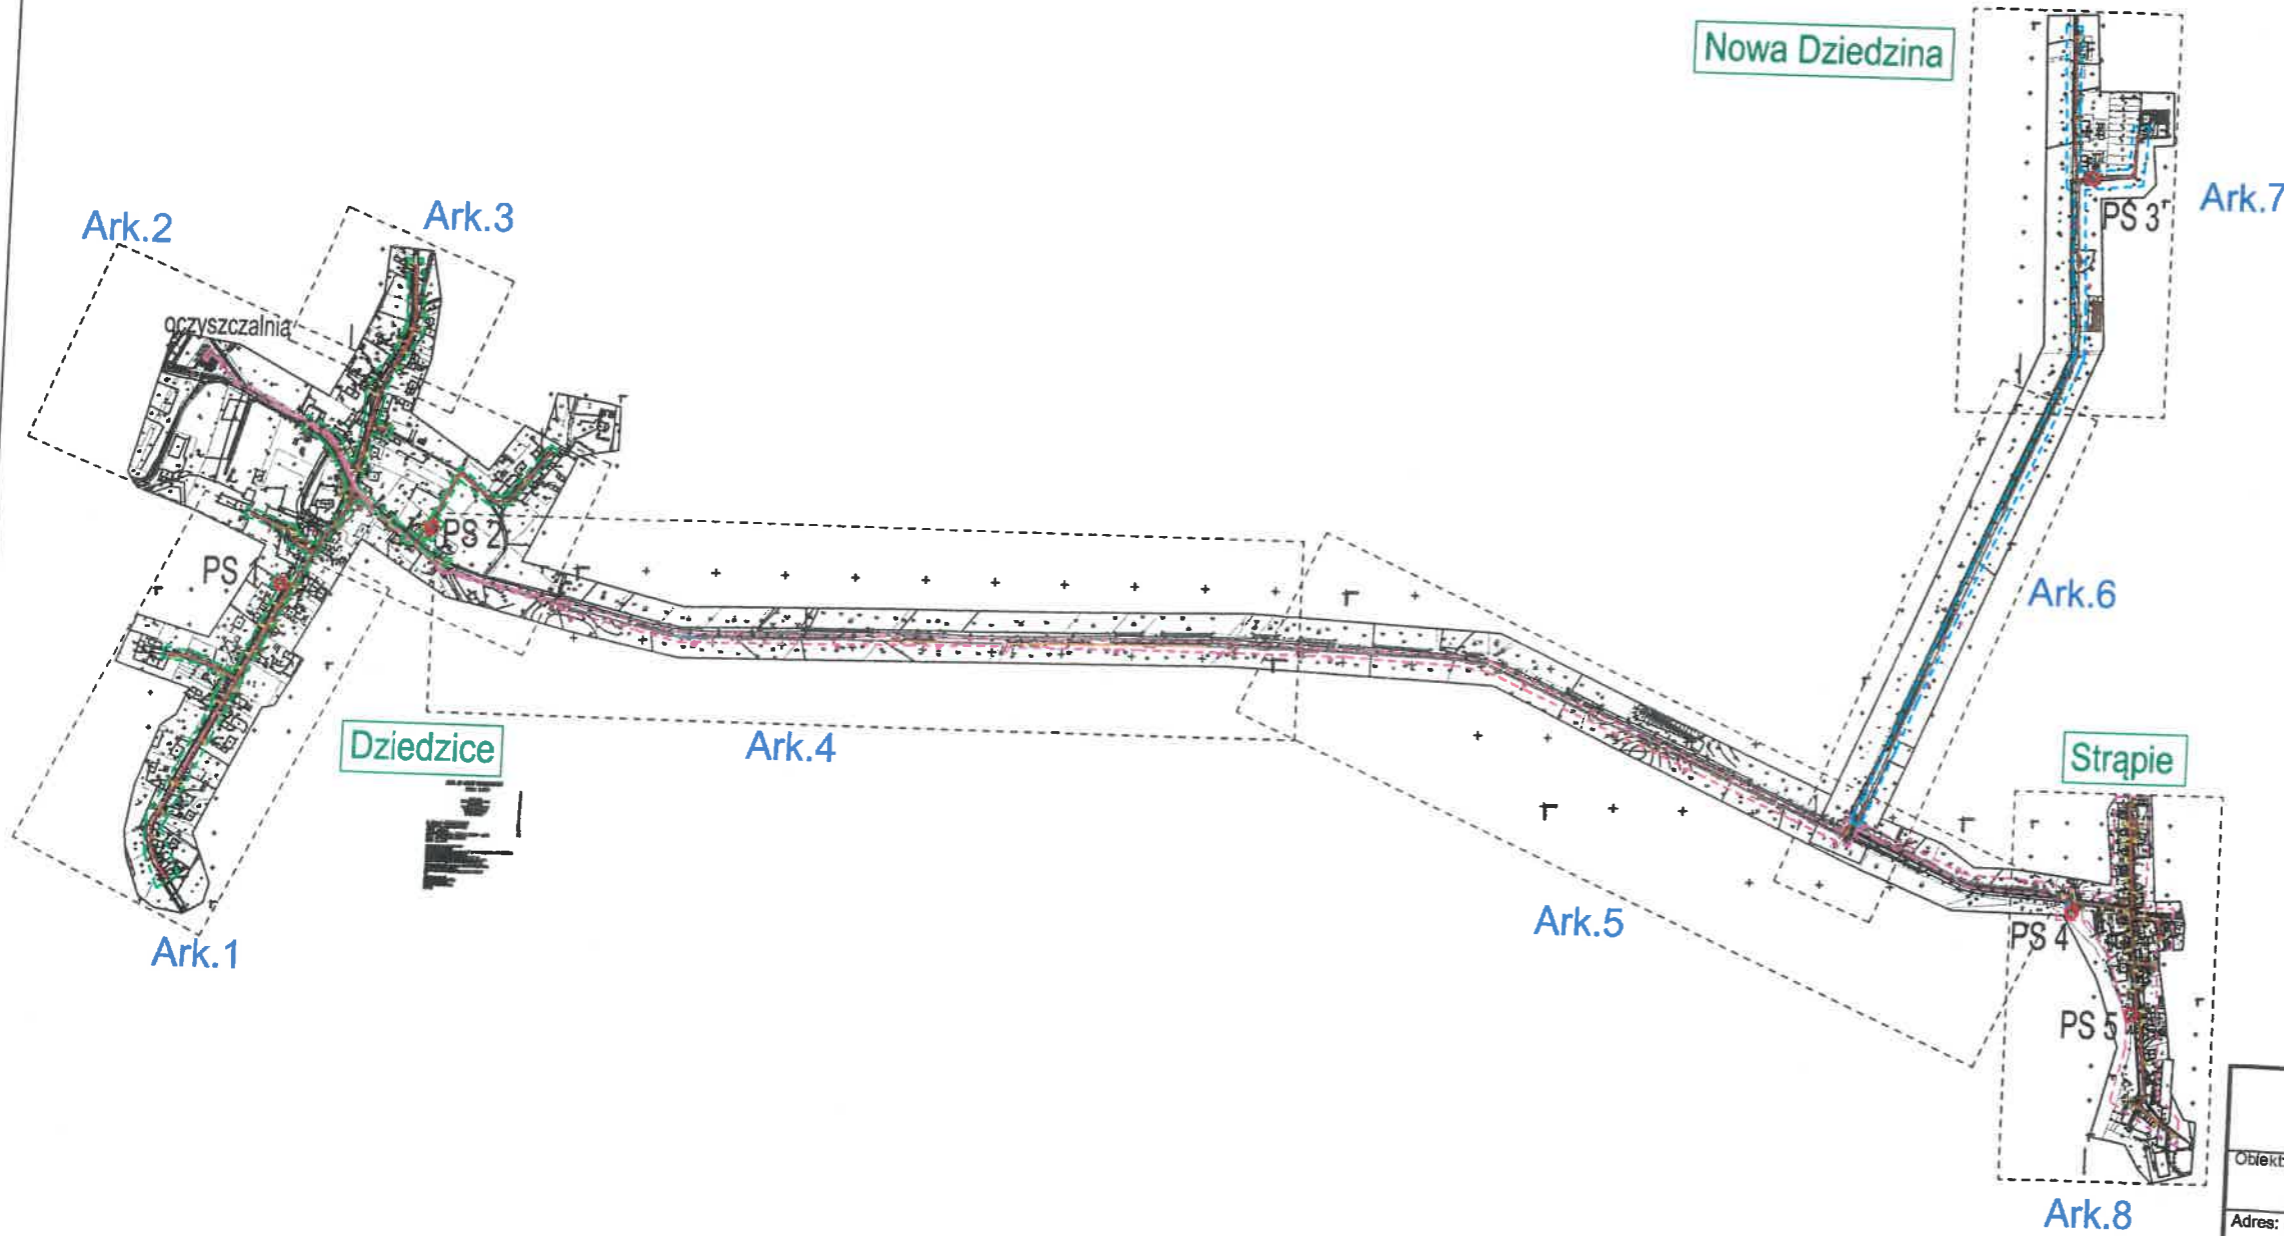 Nowa Dziedzina
Ark.7
PS 3
Ark.2
Ark.3
oczyszczalnia
PS 2
PS 1
Ark.6
Dziedzice
Ark.4
Strąpie
Ark.5
PS 4
Ark.1
PS 5
Obiekt:
Ark.8
Adres: